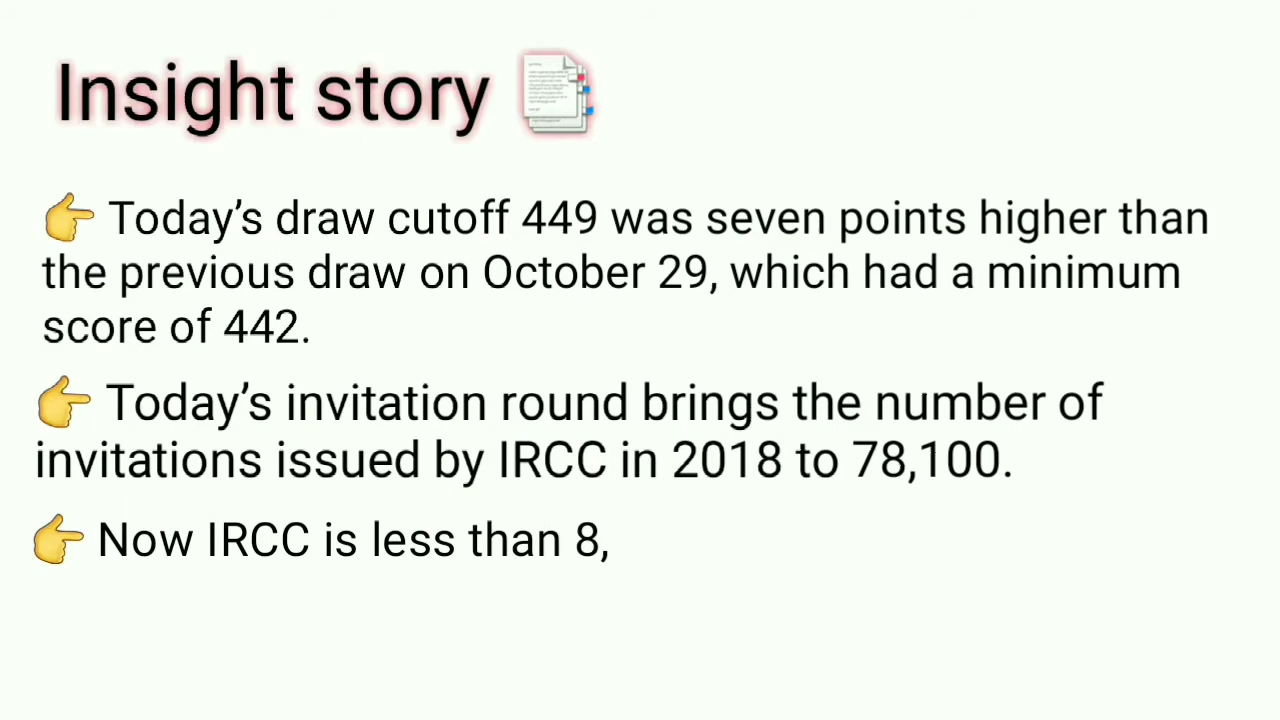 Insight story 📑
👉 Today’s draw cutoff 449 was seven points higher than
the previous draw on October 29, which had a minimum
score of 442.
👉 Today’s invitation round brings the number of
invitations issued by IRCC in 2018 to 78,100.
👉 Now IRCC is less than 8,